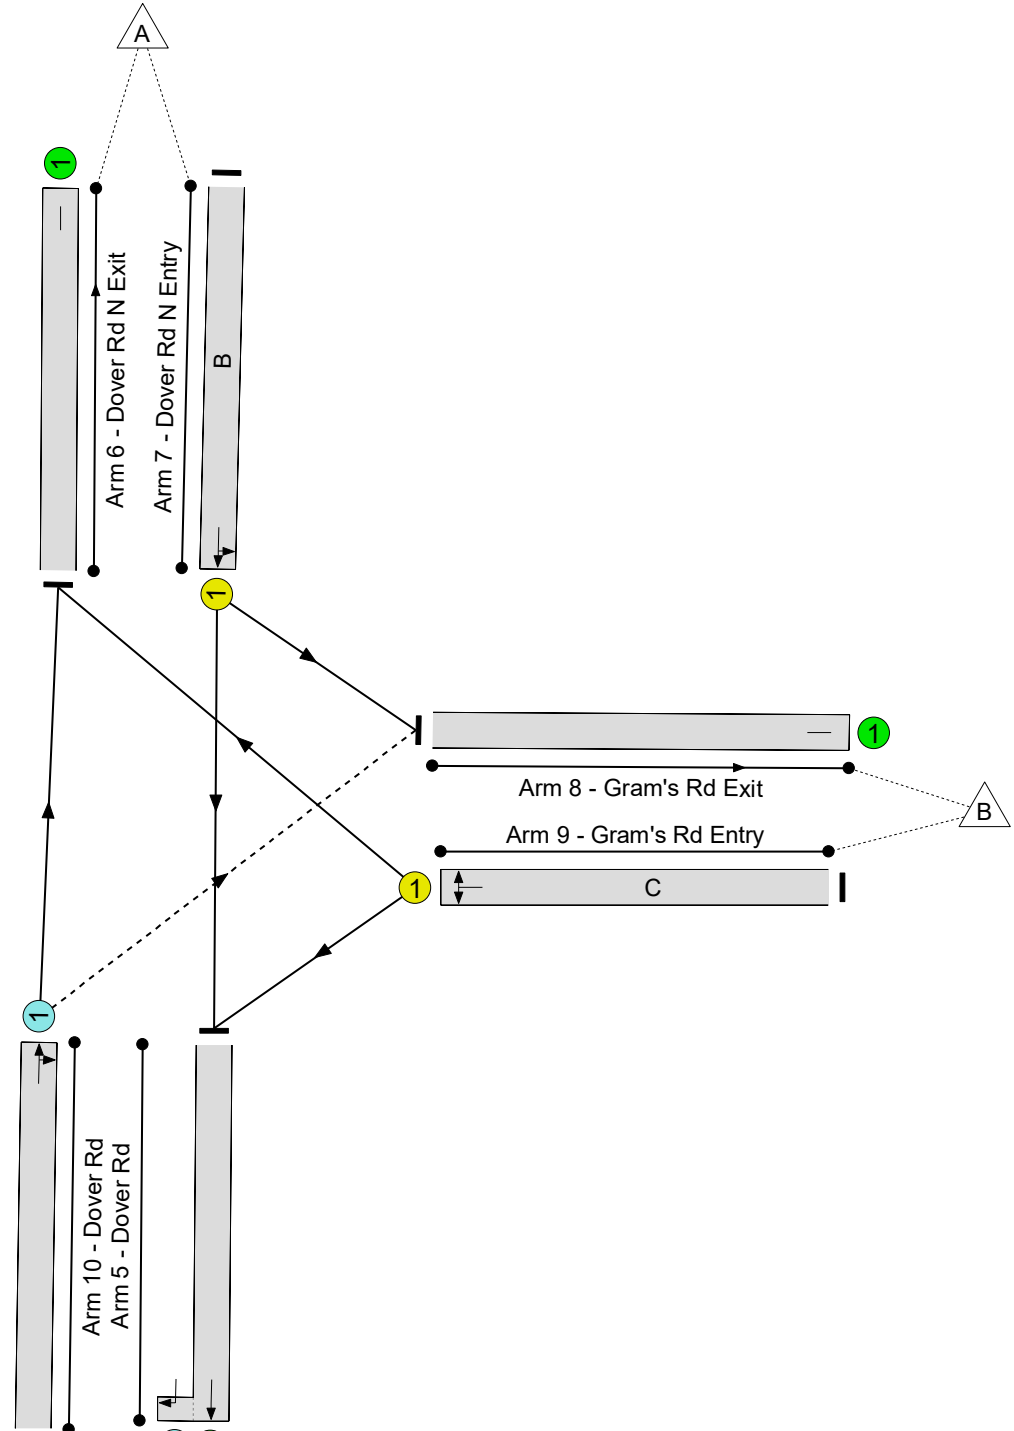 A
1
Arm 6 - Dover Rd N Exit
Arm 7 - Dover Rd N Entry
B
1
1
Arm 8 - Gram's Rd Exit
B
Arm 9 - Gram's Rd Entry
1
C
1
Arm 10 - Dover Rd
Arm 5 - Dover Rd